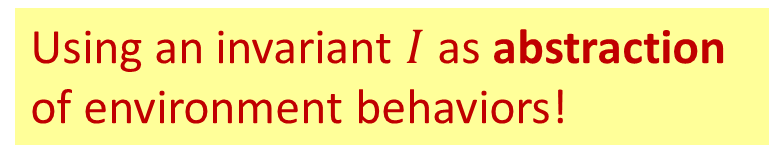 Using an invariant I as abstraction
of environment behaviors!